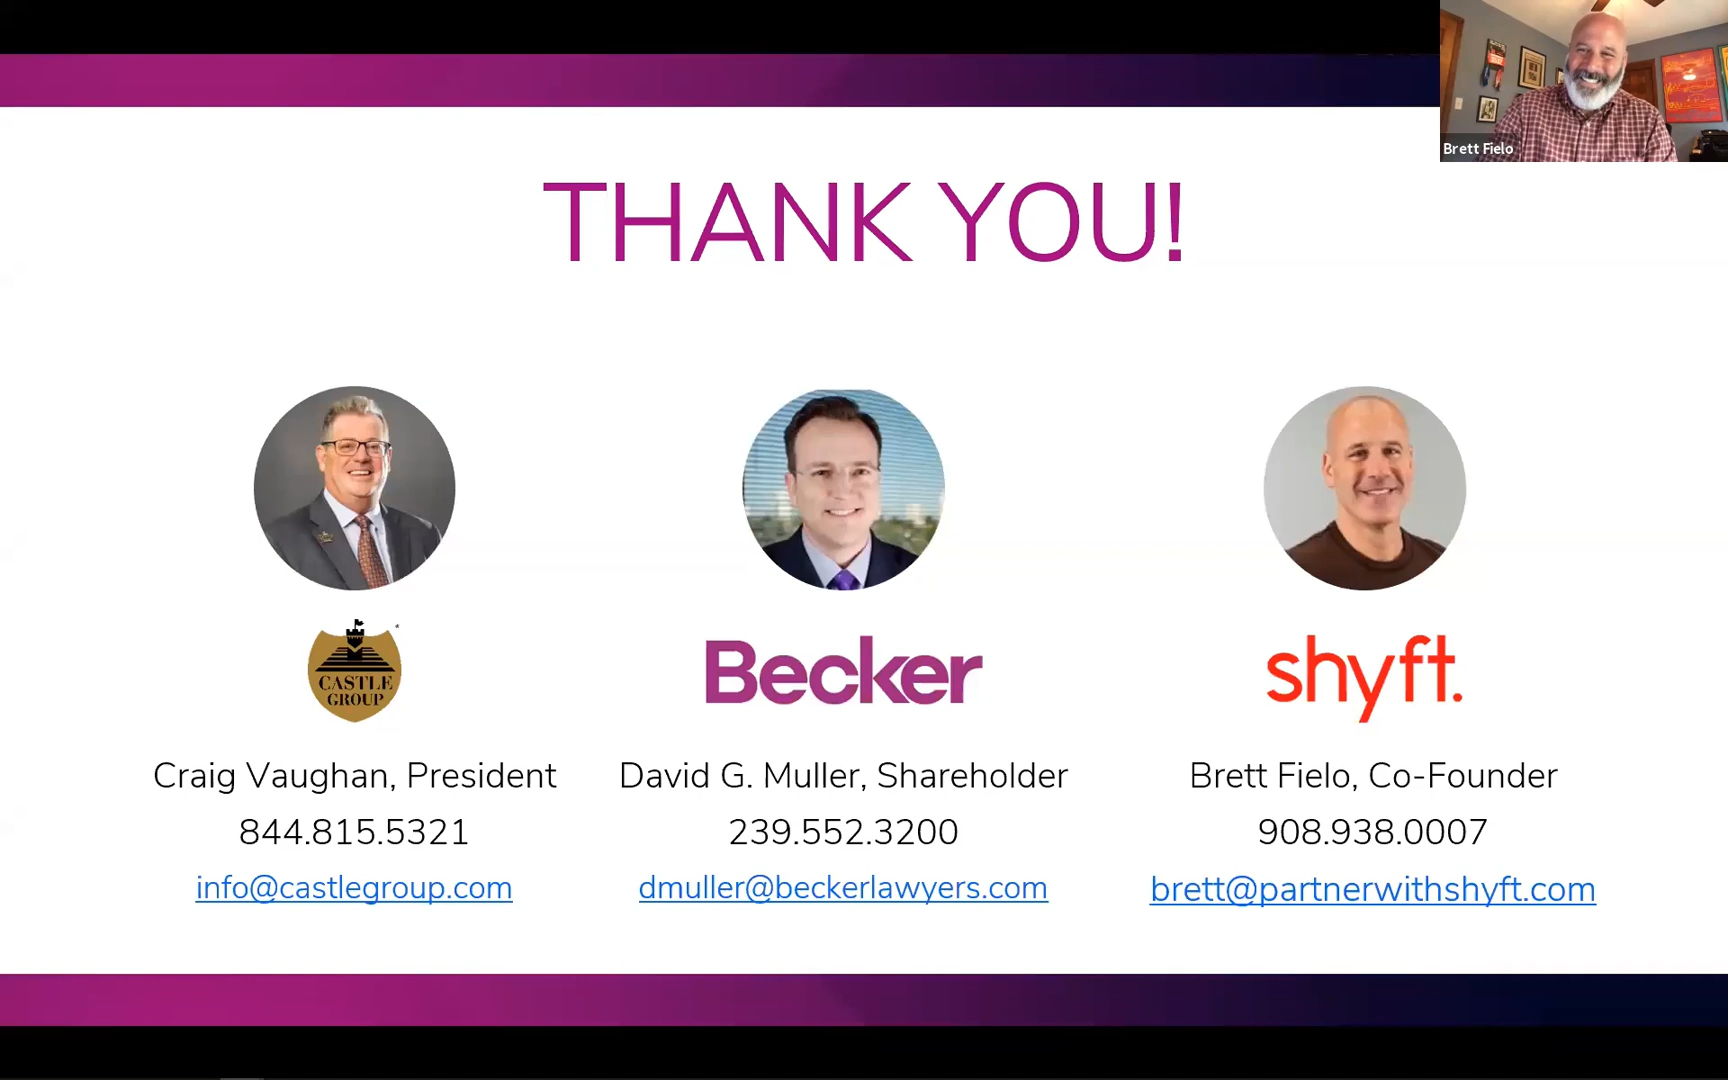 Brett Fielo
THANK YOU!
CASTLE
GROUP
Becker
shyft.
Craig Vaughan, President
David G. Muller, Shareholder
Brett Fielo, Co-Founder
844.815.5321
239.552.3200
908.938.0007
info@castlegroup.com
dmuller@beckerlawyers.com
brett@partnerwithshyft.com